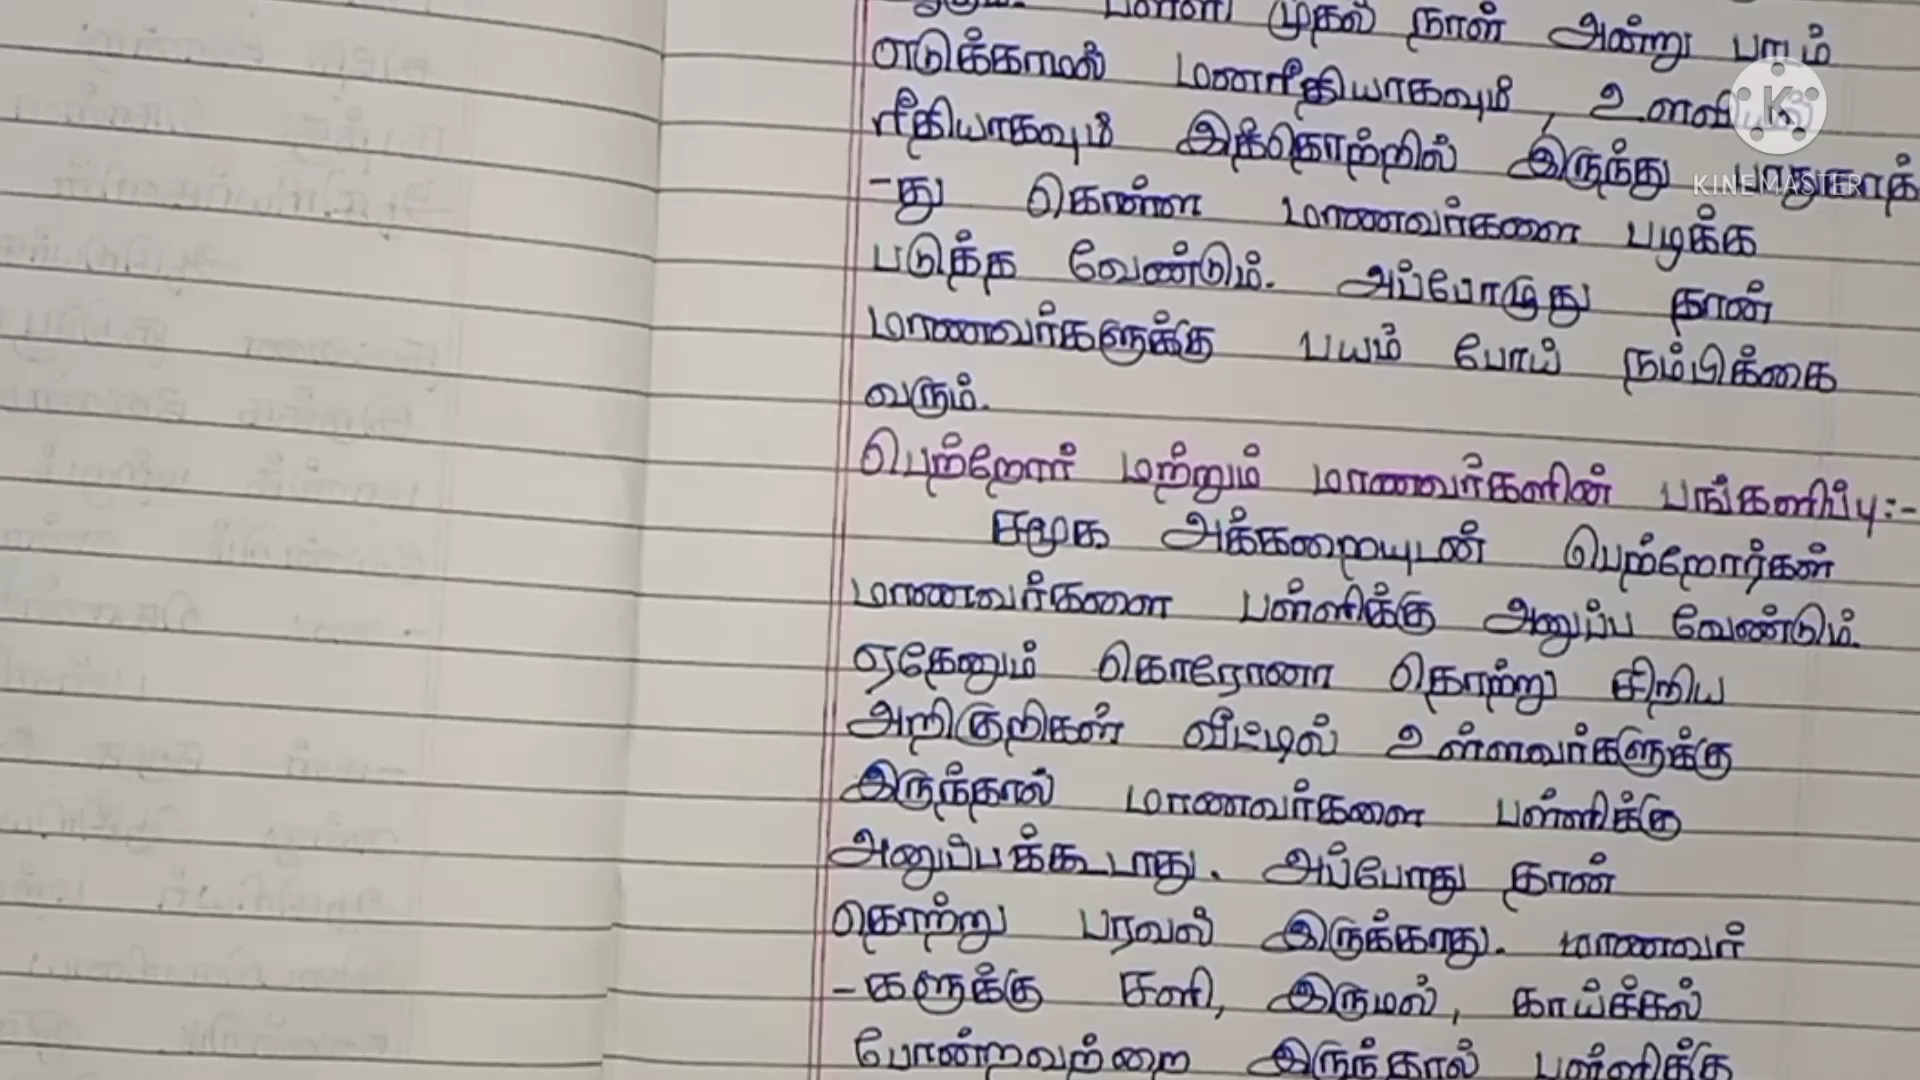 பள்ளி முதல் நாள் அன்று பாடம்
எடுக்காமல் மனரீதியாகவும், உளவியல்
ரீதியாகவும் இத்தொற்றில் இருந்து பாதுகாத்
-து கொள்ள மாணவர்களை படிக்க
படுத்த வேண்டும். அப்பொழுது தான்
மாணவர்களுக்கு பயம் போய் நம்பிக்கை
வரும்.
பெற்றோர் மற்றும் மாணவர்களின் பங்களிப்பு:-
சமூக அக்கறையுடன் பெற்றோர்கள்
மாணவர்களை பள்ளிக்கு அனுப்ப வேண்டும்.
ஏதேனும் கொரோனா தொற்று சிறிய
அறிகுறிகள் வீட்டில் உள்ளவர்களுக்கு
இருந்தால் மாணவர்களை பள்ளிக்கு
அனுப்பக்கூடாது. அப்போது தான்
தொற்று பரவல் இருக்காது. மாணவர்
-களுக்கு சளி, இருமல், காய்ச்சல்
போன்றவற்றை இருந்தால் பள்ளிக்கு
K
KINEMASTER